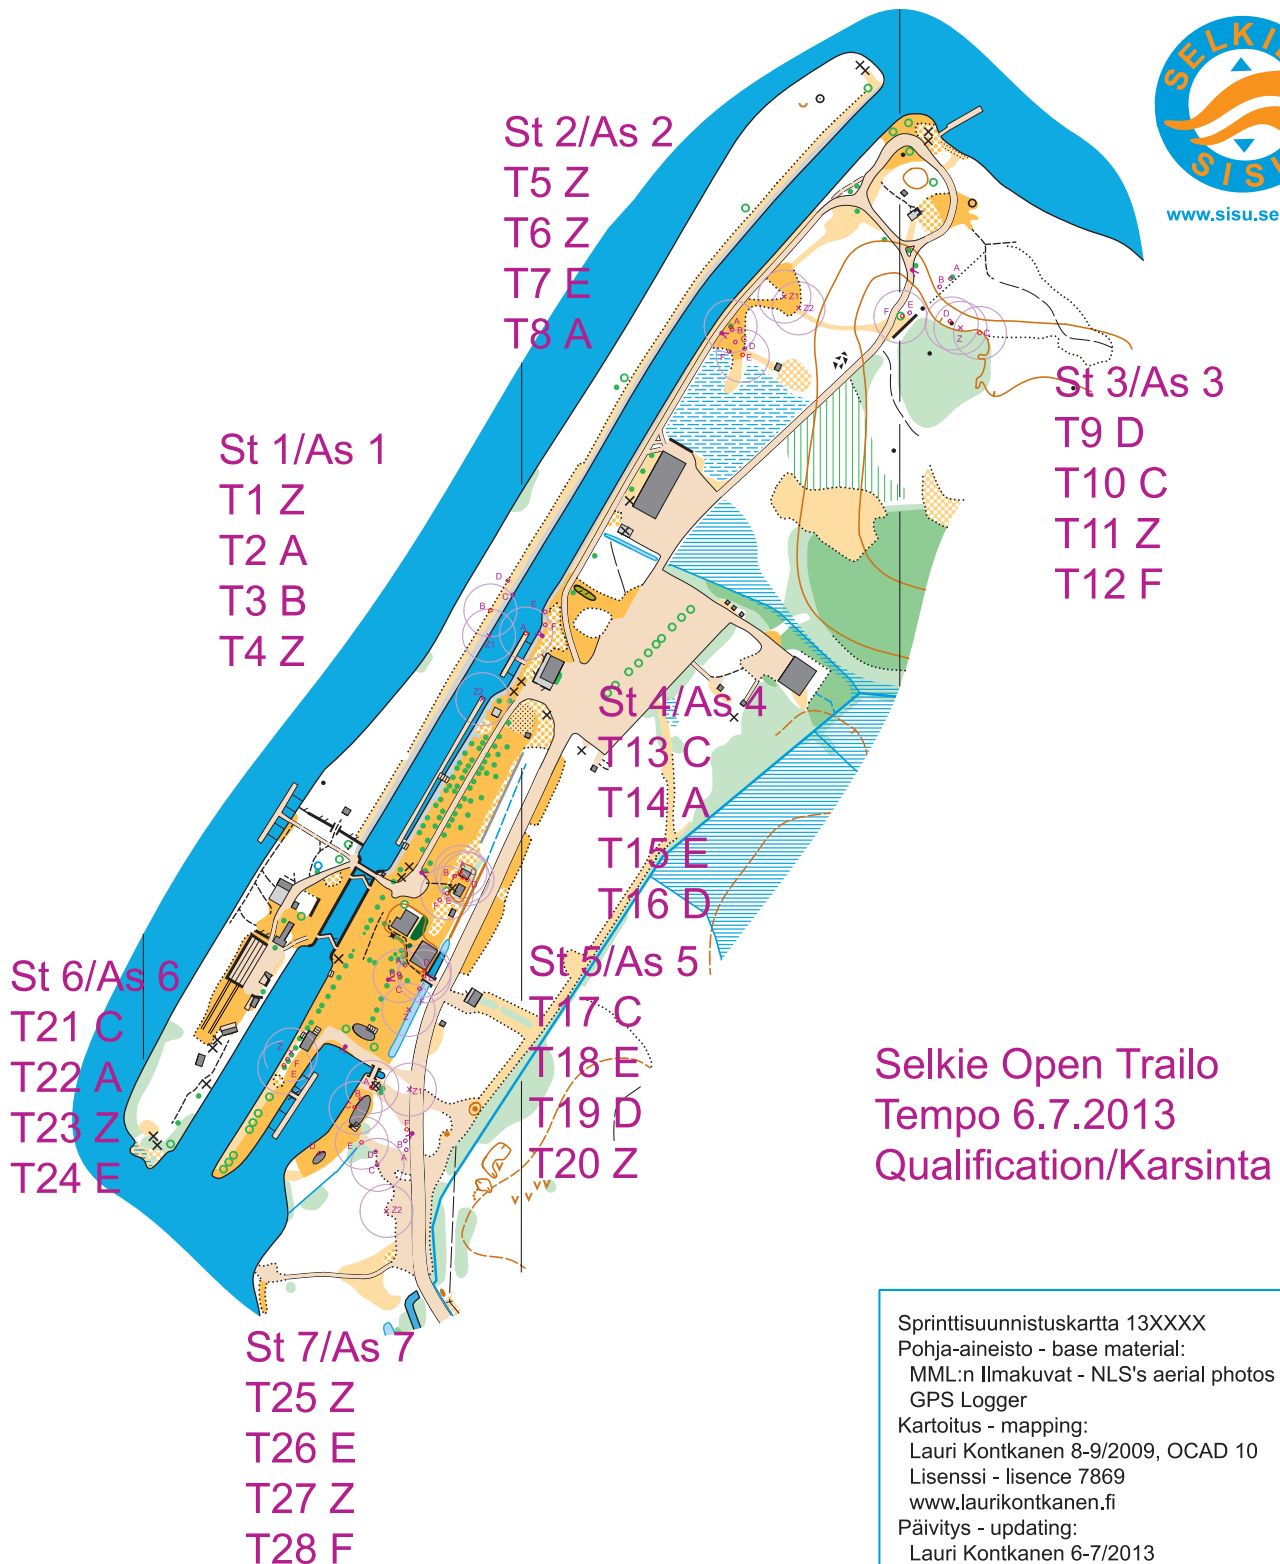 SELKIE
SISU
www.sisu.se
St 2/As 2
T5 Z
T6 Z
T7 E
T8 A
St 3/As 3
T9 D
T10 C
T11 Z
T12 F
St 1/As 1
T1 Z
T2 A
T3 B
T4 Z
St 4/As 4
T13 C
T14 A
T15 E
T16 D
St 5/As 5
T17 C
T18 E
T19 D
T20 Z
St 6/As 6
T21 C
T22 A
T23 Z
T24 E
Selkie Open Trailo
Tempo 6.7.2013
Qualification/Karsinta
St 7/As 7
T25 Z
T26 E
T27 Z
T28 F
Sprinttisuunnistuskartta 13XXXX
Pohja-aineisto - base material:
MML:n Ilmakuvat - NLS's aerial photos
GPS Logger
Kartoitus - mapping:
Lauri Kontkanen 8-9/2009, OCAD 10
Lisenssi - lisence 7869
www.laurikontkanen.fi
Päivitys - updating:
Lauri Kontkanen 6-7/2013